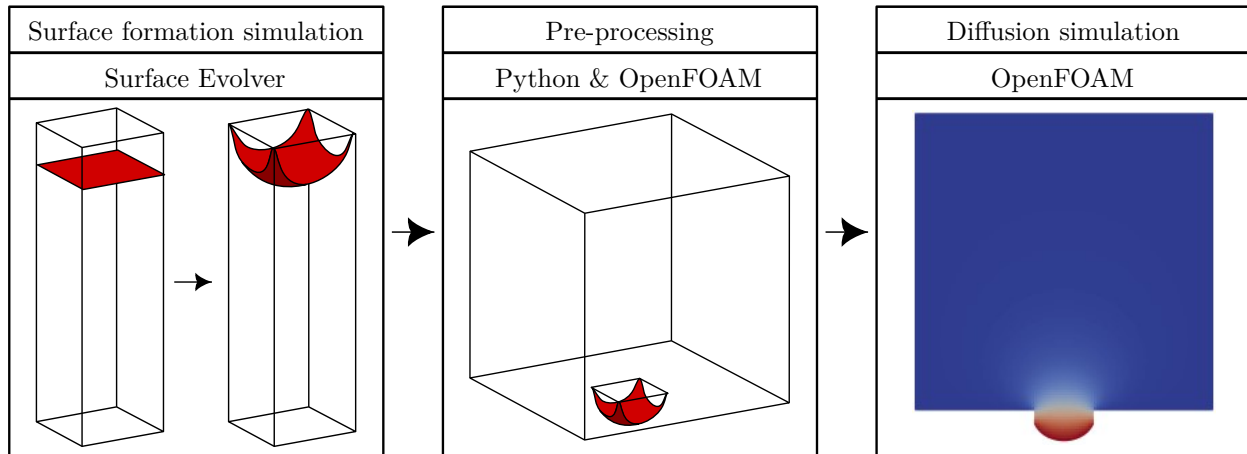 Surface formation simulation
Surface Evolver
Pre-processing
Python & OpenFOAM
Diffusion simulation
OpenFOAM